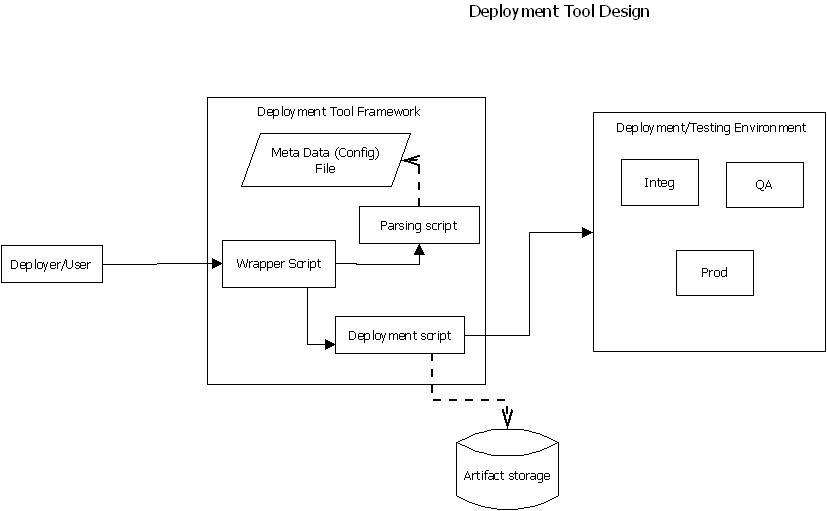 Deployment Tool Design
Deployment Tool Framework
Meta Data (Config)
File
Parsing script
Deployer/User
Wrapper Script
Deployment script
Deployment/Testing Environment
Integ
QA
Prod
Artifact storage